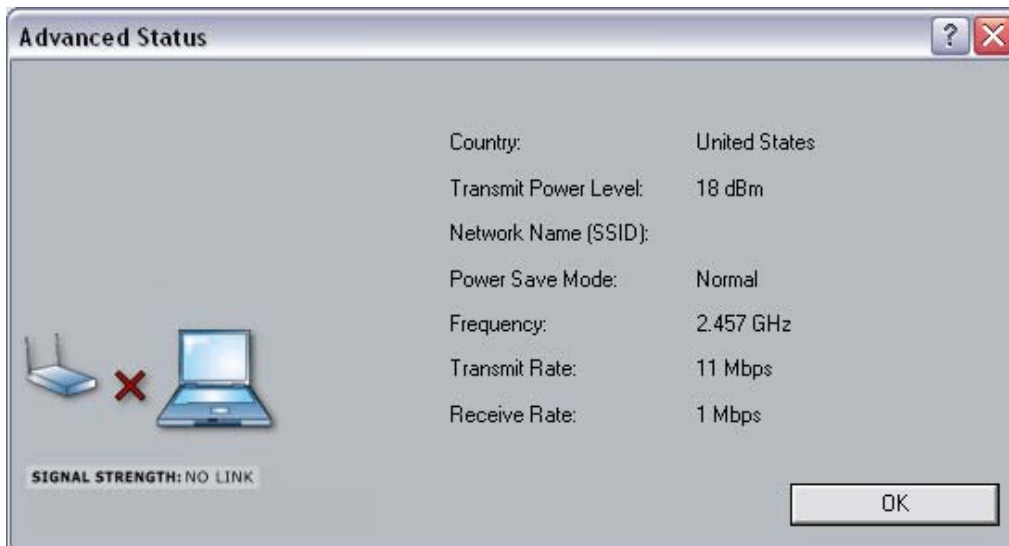 Advanced Status
Country: United States
Transmit Power Level: 18 dBm
Network Name (SSID):
Power Save Mode: Normal
Frequency: 2.457 GHz
Transmit Rate: 11 Mbps
Receive Rate: 1 Mbps
SIGNAL STRENGTH: NO LINK
OK